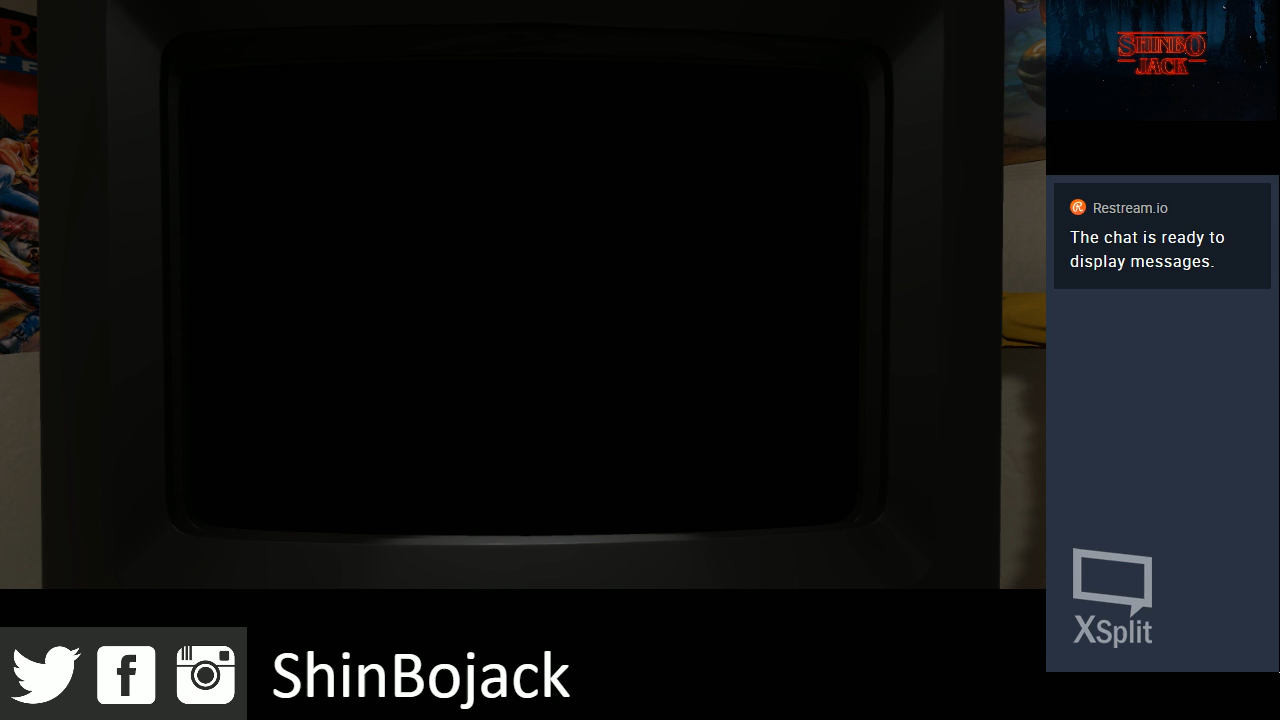 SHINBO
JACK
Restream.io
The chat is ready to
display messages.
XSplit
ShinBojack